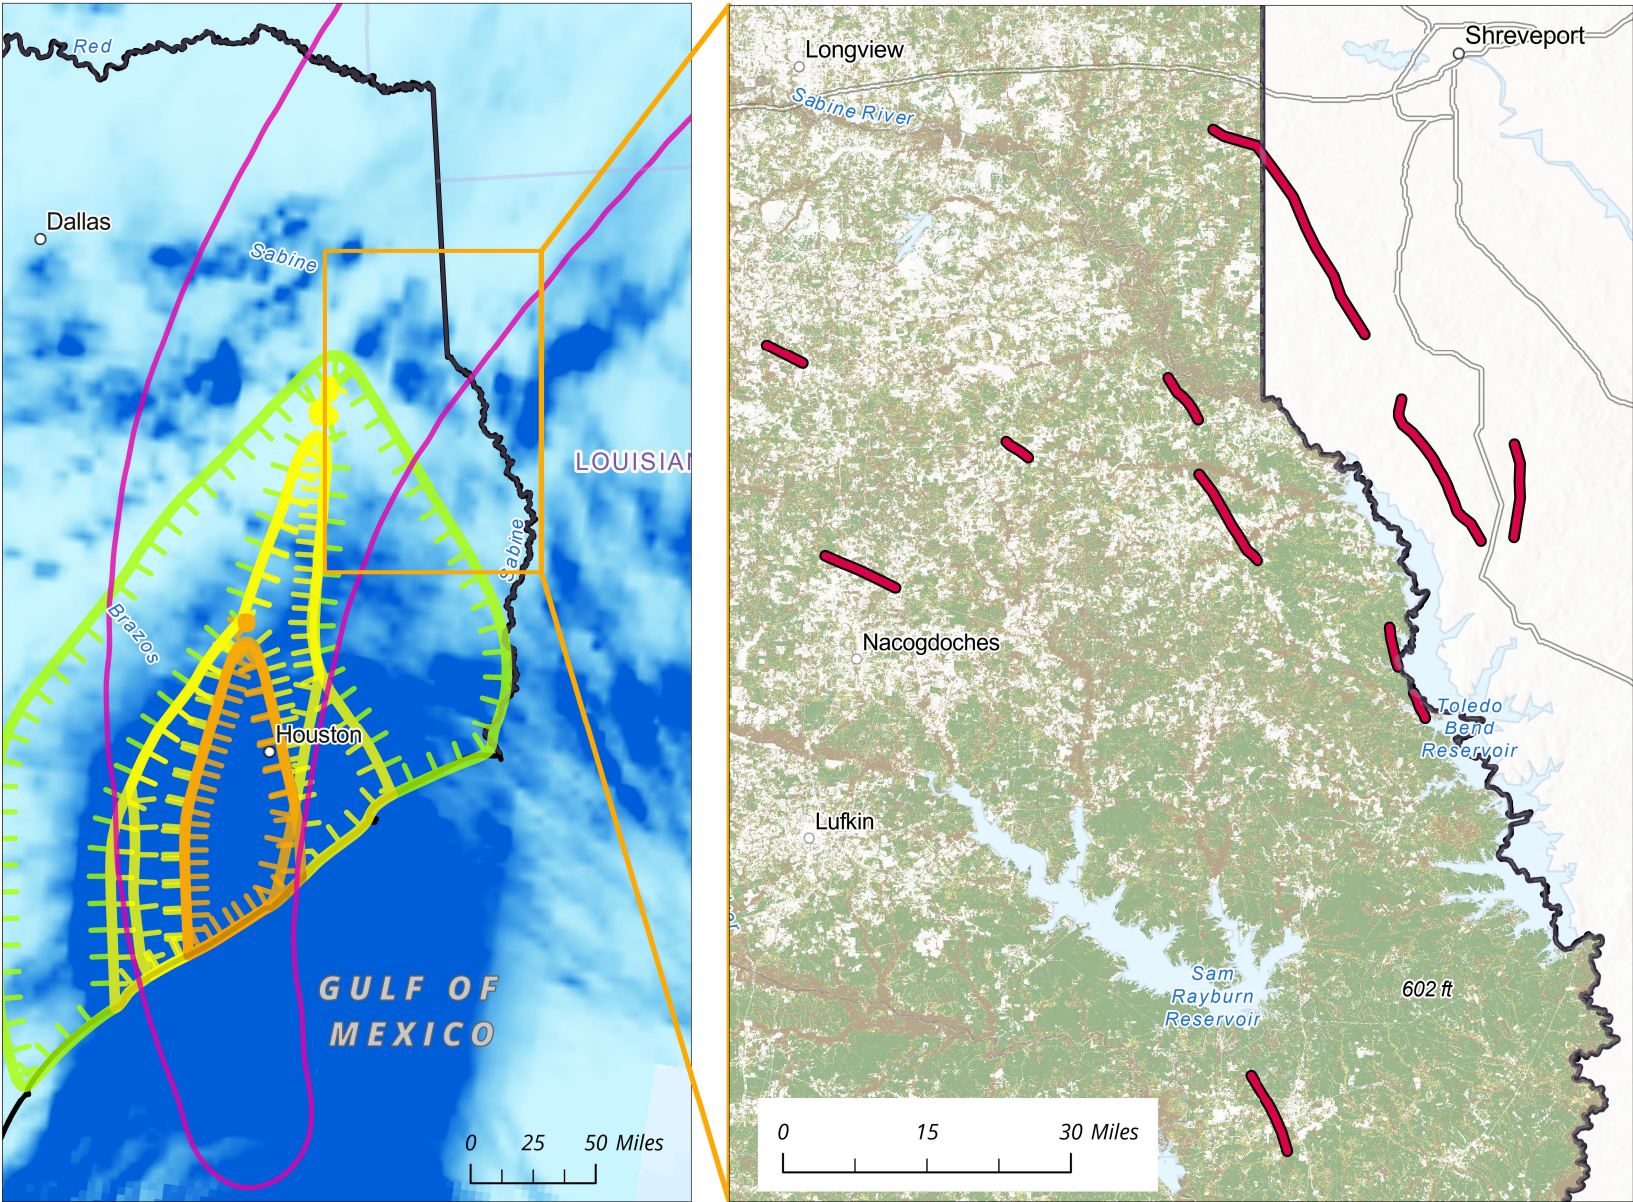 Red
Dallas
Sabine
LOUISIAN
Sabine
Brazos
Houston
GULF OF
MEXICO
0 25 50 Miles
Longview
Shreveport
Sabine River
Nacogdoches
Toledo
Bend
Reservoir
Lufkin
Sam
Rayburn
Reservoir
602 ft
0 15 30 Miles